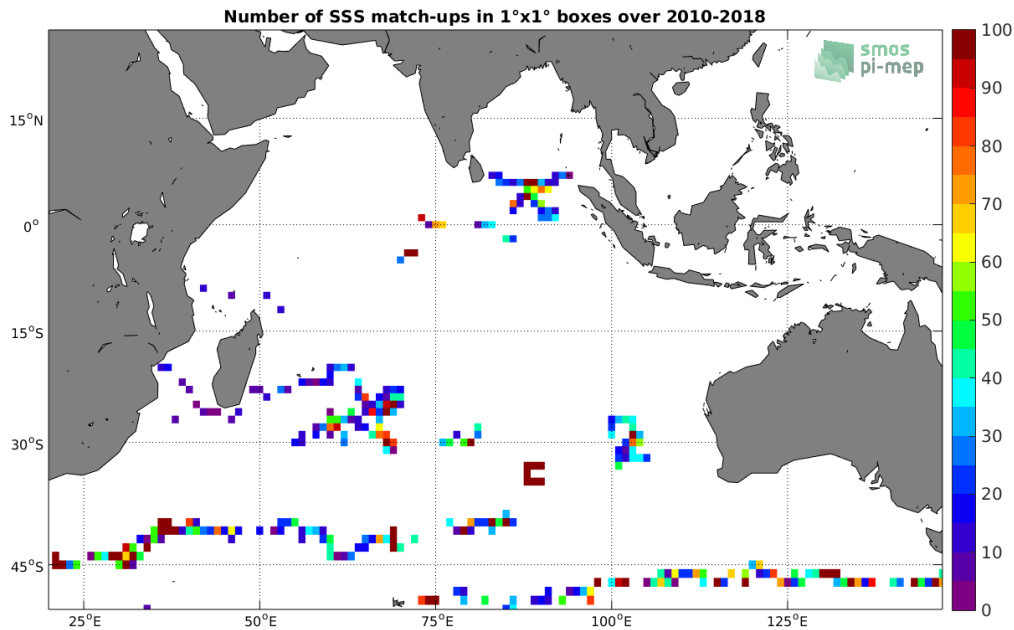 Number of SSS match-ups in 1°x1° boxes over 2010-2018
smos
pi-mep
100
90
80
70
60
50
40
30
20
10
0
15°N
0°
15°S
30°S
45°S
25°E
50°E
75°E
100°E
125°E